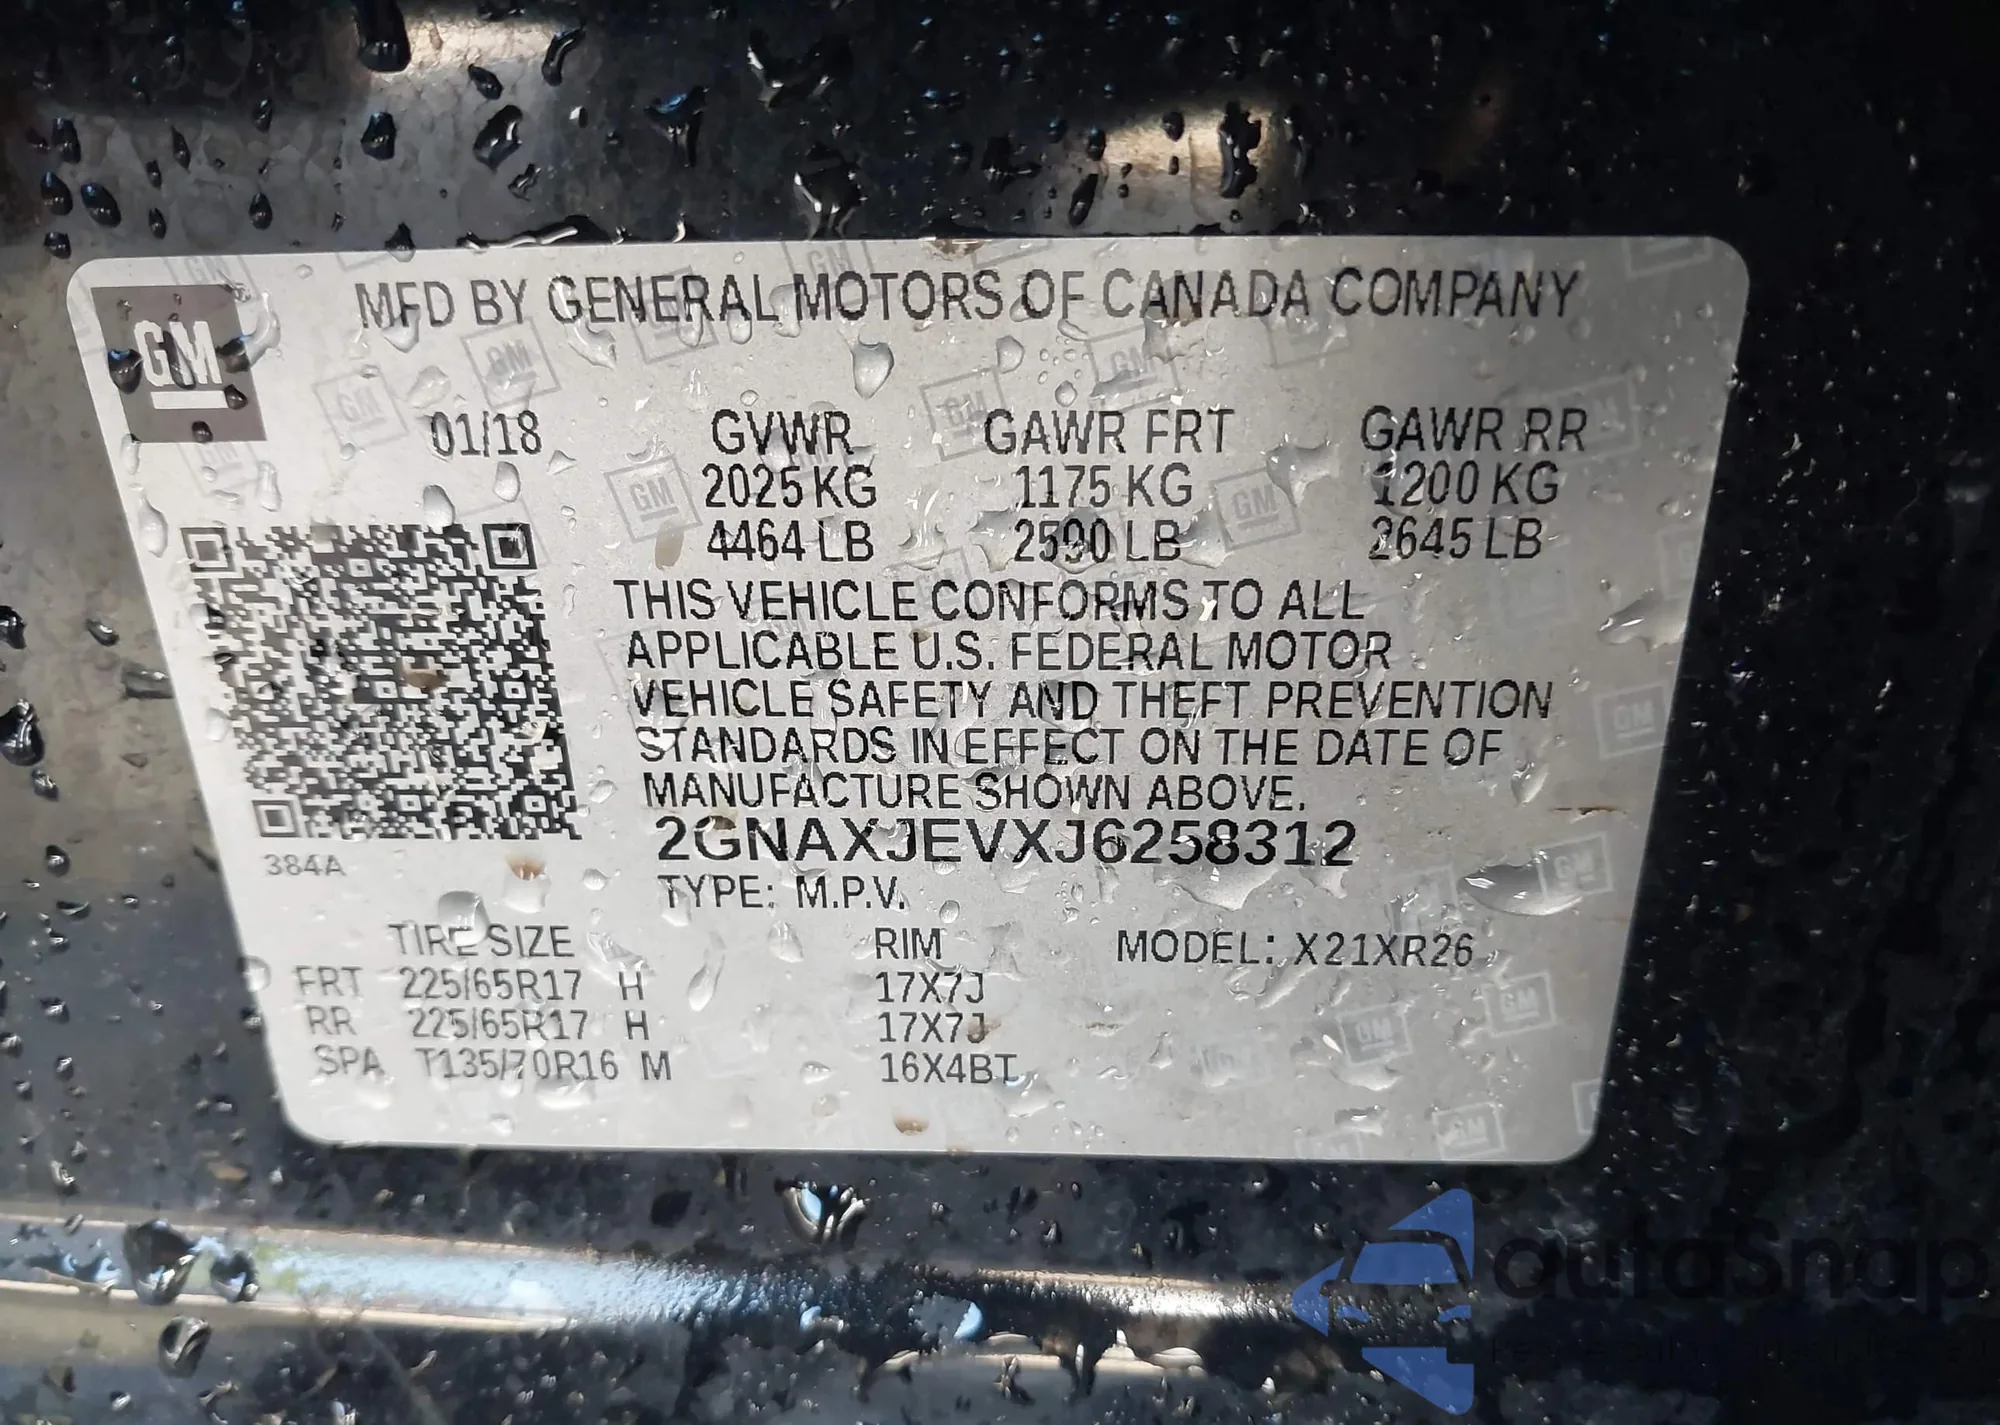 GM
MFD BY GENERAL MOTORS OF CANADA COMPANY
01/18 GVWR GAWR FRT GAWR RR
2025 KG 1175 KG 1200 KG
4464 LB 2590 LB 2645 LB
THIS VEHICLE CONFORMS TO ALL
APPLICABLE U.S. FEDERAL MOTOR
VEHICLE SAFETY AND THEFT PREVENTION
STANDARDS IN EFFECT ON THE DATE OF
MANUFACTURE SHOWN ABOVE.
2GNAXJEVXJ6258312
384A
TYPE: M.P.V.
TIRE SIZE RIM MODEL: X21XR26
FRT 225/65R17 H 17X7J
RR 225/65R17 H 17X7J
SPA T135/70R16 M 16X4BT
autoSnap